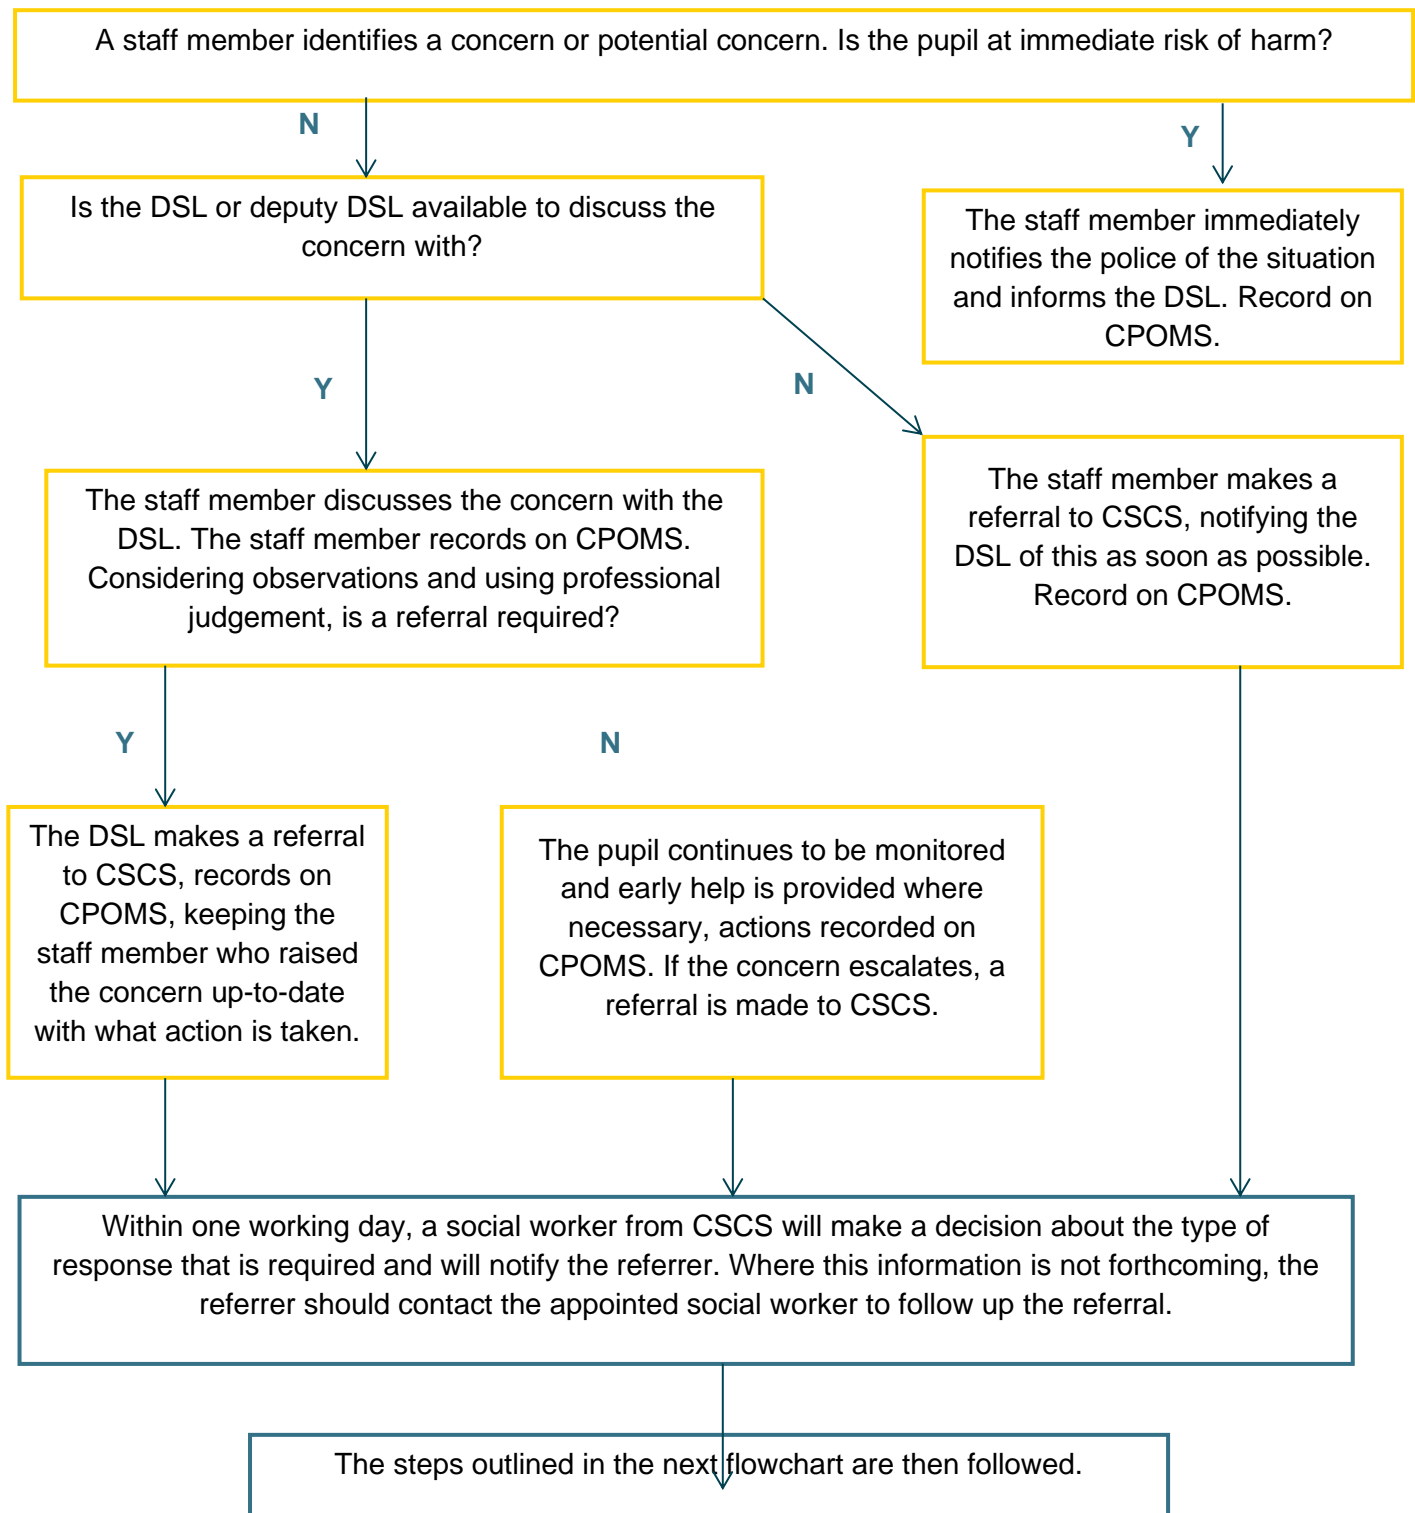 A staff member identifies a concern or potential concern. Is the pupil at immediate risk of harm?
N
Y
Is the DSL or deputy DSL available to discuss the
concern with?
The staff member immediately
notifies the police of the situation
and informs the DSL. Record on
CPOMS.
Y
N
The staff member discusses the concern with the
DSL. The staff member records on CPOMS.
Considering observations and using professional
judgement, is a referral required?
The staff member makes a
referral to CSCS, notifying the
DSL of this as soon as possible.
Record on CPOMS.
Y
N
The DSL makes a referral
to CSCS, records on
CPOMS, keeping the
staff member who raised
the concern up-to-date
with what action is taken.
The pupil continues to be monitored
and early help is provided where
necessary, actions recorded on
CPOMS. If the concern escalates, a
referral is made to CSCS.
Within one working day, a social worker from CSCS will make a decision about the type of
response that is required and will notify the referrer. Where this information is not forthcoming, the
referrer should contact the appointed social worker to follow up the referral.
The steps outlined in the next flowchart are then followed.